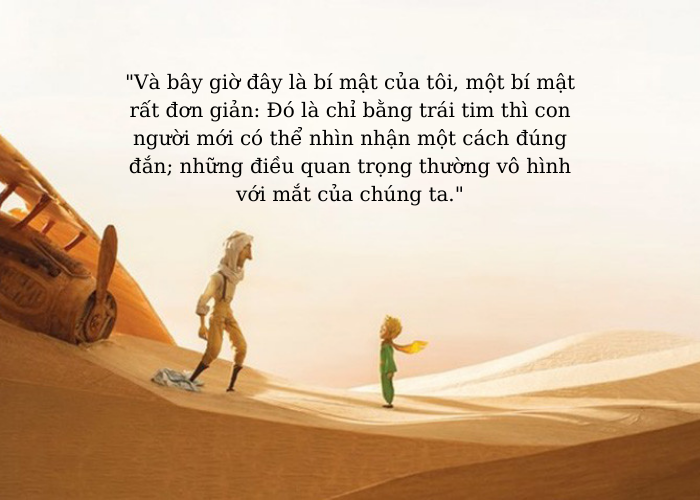 "Và bây giờ đây là bí mật của tôi, một bí mật
rất đơn giản: Đó là chỉ bằng trái tim thì con
người mới có thể nhìn nhận một cách đúng
đắn; những điều quan trọng thường vô hình
với mắt của chúng ta."